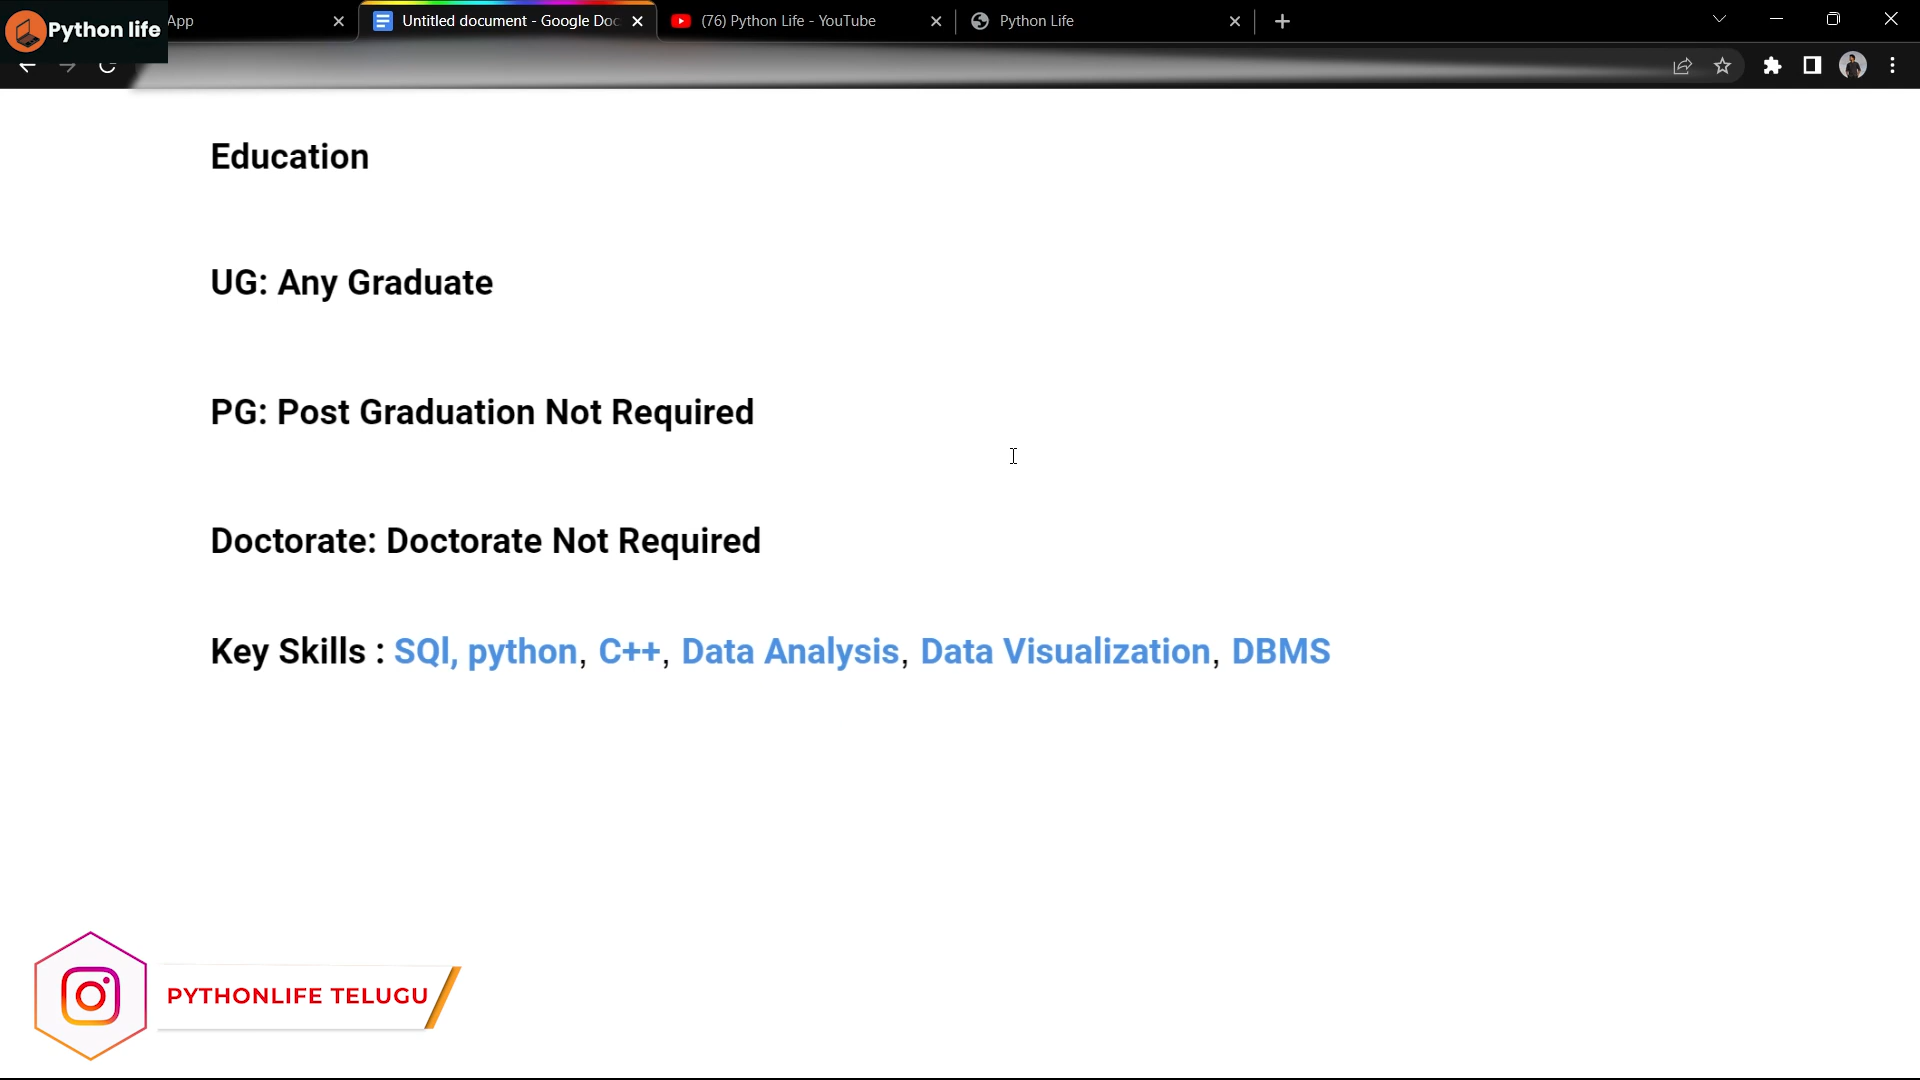 Python life
App
Untitled document - Google Doc
(76) Python Life - YouTube
Python Life
Education
UG: Any Graduate
PG: Post Graduation Not Required
Doctorate: Doctorate Not Required
Key Skills : SQl, python, C++, Data Analysis, Data Visualization, DBMS
PYTHONLIFE TELUGU